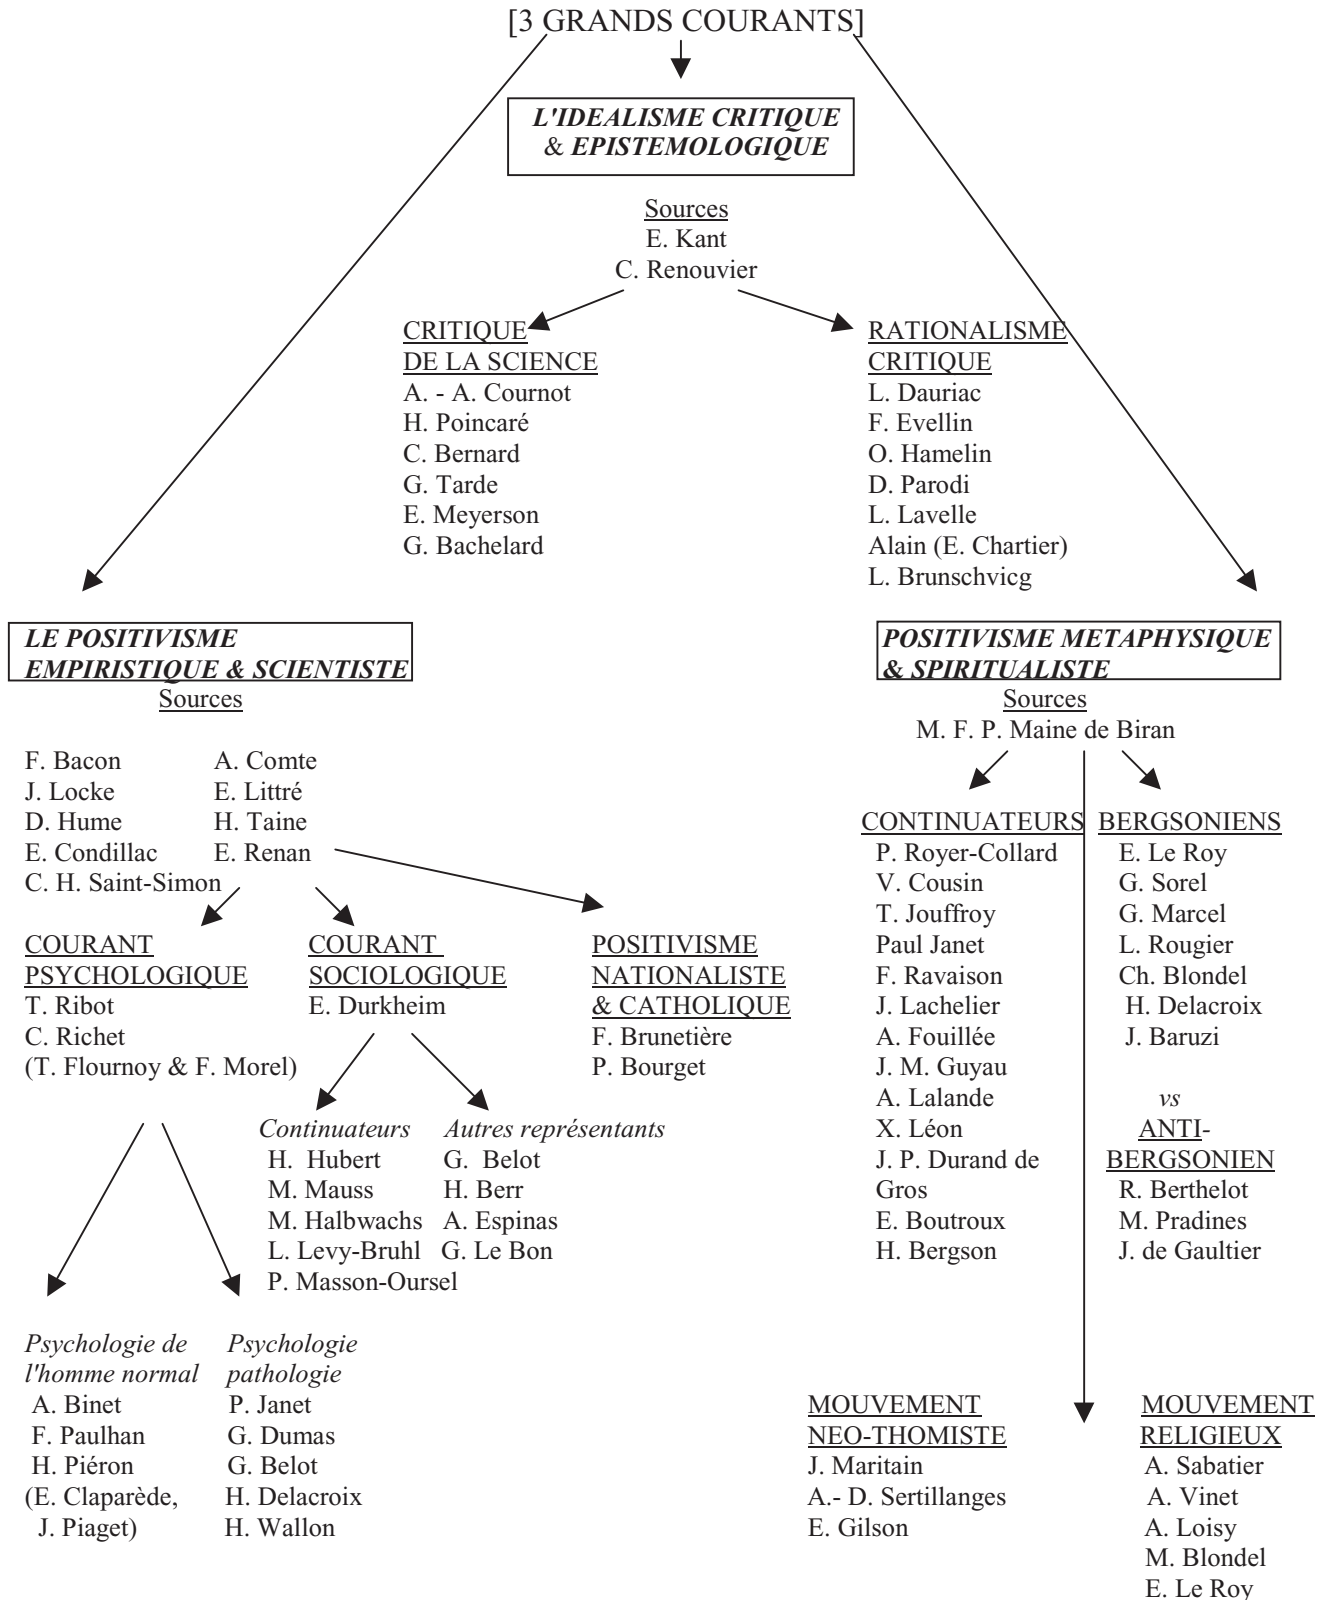 [3 GRANDS COURANTS]
L'IDEALISME CRITIQUE
& EPISTEMOLOGIQUE
Sources
E. Kant
C. Renouvier
CRITIQUE
DE LA SCIENCE
A. - A. Cournot
H. Poincaré
C. Bernard
G. Tarde
E. Meyerson
G. Bachelard
RATIONALISME
CRITIQUE
L. Dauriac
F. Evellin
O. Hamelin
D. Parodi
L. Lavelle
Alain (E. Chartier)
L. Brunschvicg
LE POSITIVISME
EMPIRISTIQUE & SCIENTISTE
Sources
F. Bacon
J. Locke
D. Hume
E. Condillac
C. H. Saint-Simon
A. Comte
E. Littré
H. Taine
E. Renan
COURANT
PSYCHOLOGIQUE
T. Ribot
C. Richet
(T. Flournoy & F. Morel)
COURANT
SOCIOLOGIQUE
E. Durkheim
POSITIVISME
NATIONALISTE
& CATHOLIQUE
F. Brunetière
P. Bourget
Continuateurs
H. Hubert
M. Mauss
M. Halbwachs
L. Levy-Bruhl
P. Masson-Oursel
Autres représentants
G. Belot
H. Berr
A. Espinas
G. Le Bon
Psychologie de
l'homme normal
A. Binet
F. Paulhan
H. Piéron
(E. Claparède,
J. Piaget)
Psychologie
pathologie
P. Janet
G. Dumas
G. Belot
H. Delacroix
H. Wallon
POSITIVISME METAPHYSIQUE
& SPIRITUALISTE
Sources
M. F. P. Maine de Biran
CONTINUATEURS
P. Royer-Collard
V. Cousin
T. Jouffroy
Paul Janet
F. Ravaison
J. Lachelier
A. Fouillée
J. M. Guyau
A. Lalande
X. Léon
J. P. Durand de
Gros
E. Boutroux
H. Bergson
BERGSONIENS
E. Le Roy
G. Sorel
G. Marcel
L. Rougier
Ch. Blondel
H. Delacroix
J. Baruzi
vs
ANTI-
BERGSONIEN
R. Berthelot
M. Pradines
J. de Gaultier
MOUVEMENT
NEO-THOMISTE
J. Maritain
A.- D. Sertillanges
E. Gilson
MOUVEMENT
RELIGIEUX
A. Sabatier
A. Vinet
A. Loisy
M. Blondel
E. Le Roy